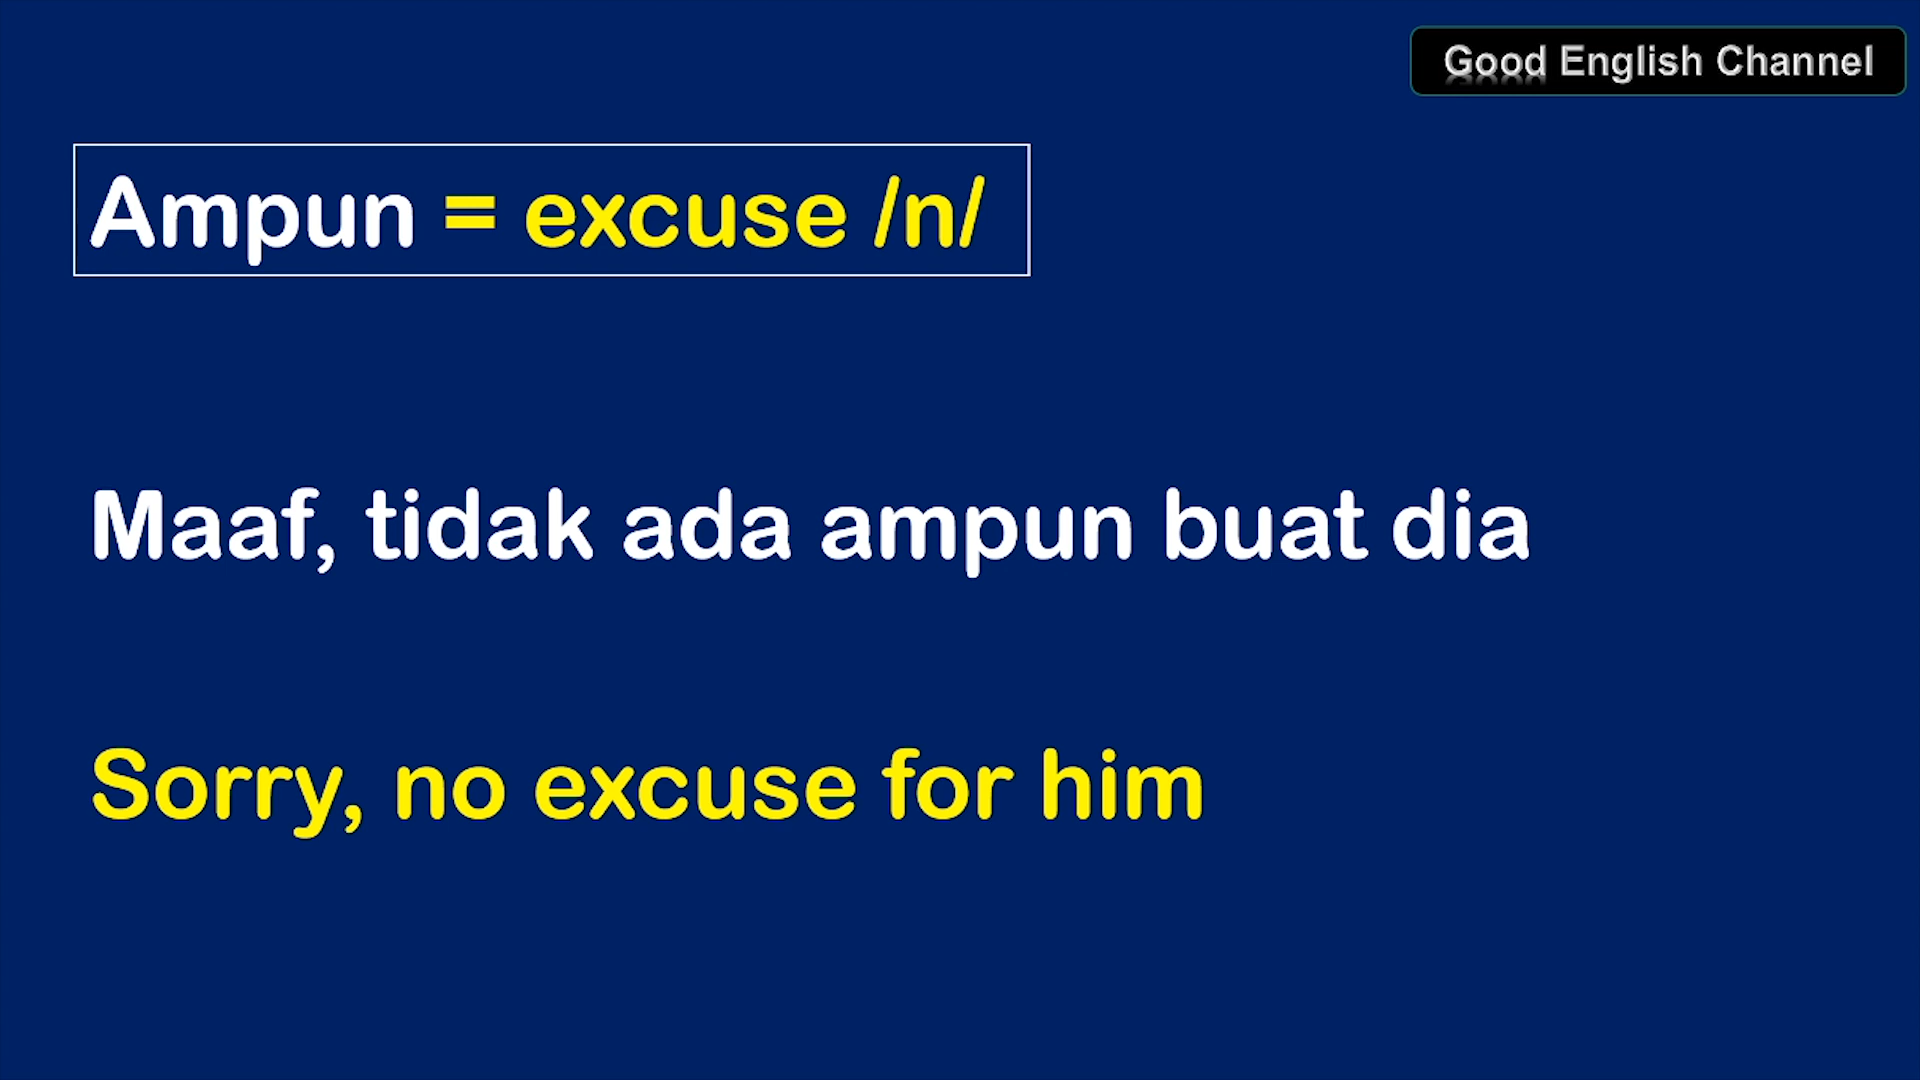 Good English Channel
Ampun = excuse /n/
Maaf, tidak ada ampun buat dia
Sorry, no excuse for him